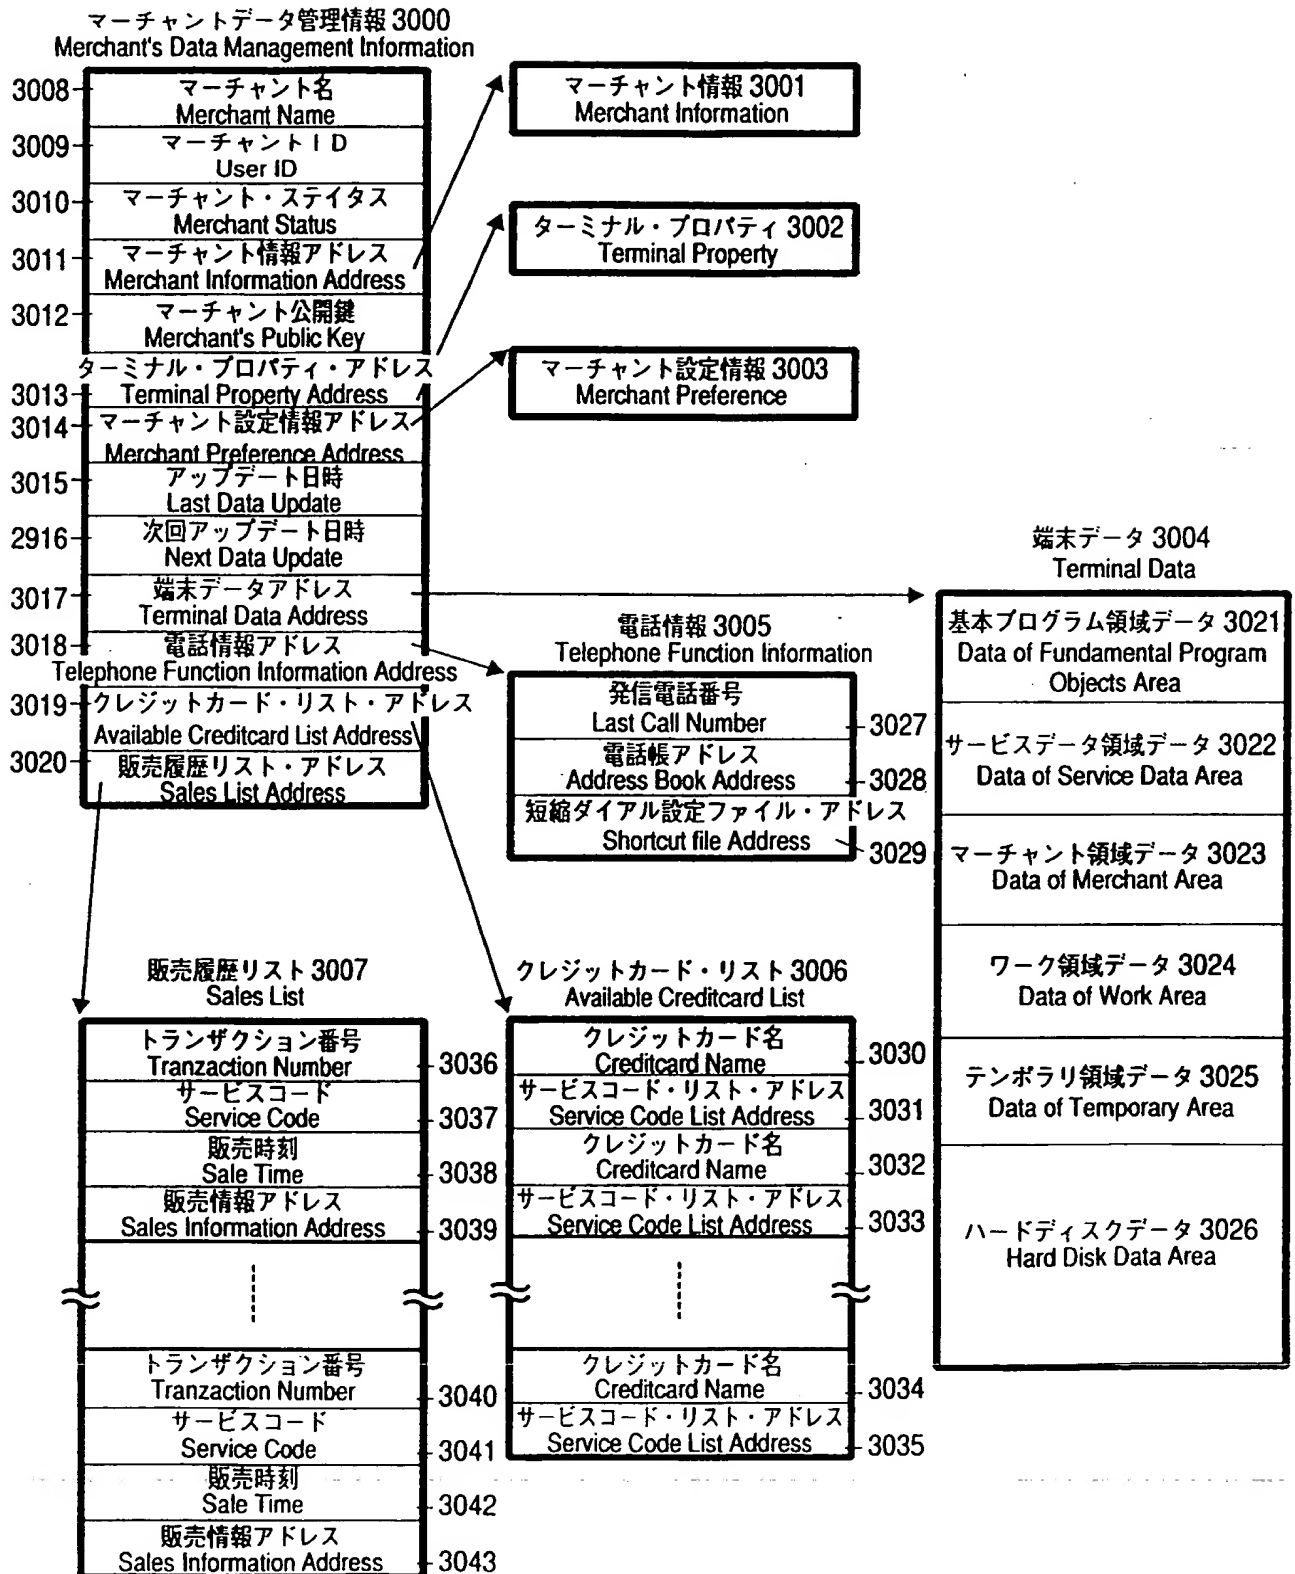 マーチャントデータ管理情報 3000
Merchant's Data Management Information
3008
マーチャント名
Merchant Name
3009
マーチャントID
User ID
3010
マーチャント・ステイタス
Merchant Status
3011
マーチャント情報アドレス
Merchant Information Address
3012
マーチャント公開鍵
Merchant's Public Key
ターミナル・プロパティ・アドレス
3013
Terminal Property Address
3014
マーチャント設定情報アドレス
Merchant Preference Address
3015
アップデート日時
Last Data Update
2916
次回アップデート日時
Next Data Update
3017
端末データアドレス
Terminal Data Address
3018
電話情報アドレス
Telephone Function Information Address
3019
クレジットカード・リスト・アドレス
Available Creditcard List Address
3020
販売履歴リスト・アドレス
Sales List Address
マーチャント情報 3001
Merchant Information
ターミナル・プロパティ 3002
Terminal Property
マーチャント設定情報 3003
Merchant Preference
端末データ 3004
Terminal Data
基本プログラム領域データ 3021
Data of Fundamental Program
Objects Area
サービスデータ領域データ 3022
Data of Service Data Area
マーチャント領域データ 3023
Data of Merchant Area
ワーク領域データ 3024
Data of Work Area
テンポラリ領域データ 3025
Data of Temporary Area
ハードディスクデータ 3026
Hard Disk Data Area
電話情報 3005
Telephone Function Information
発信電話番号
Last Call Number
3027
電話帳アドレス
Address Book Address
3028
短縮ダイアル設定ファイル・アドレス
Shortcut file Address
3029
販売履歴リスト 3007
Sales List
トランザクション番号
Tranzaction Number
3036
サービスコード
Service Code
3037
販売時刻
Sale Time
3038
販売情報アドレス
Sales Information Address
3039
トランザクション番号
Tranzaction Number
3040
サービスコード
Service Code
3041
販売時刻
Sale Time
3042
販売情報アドレス
Sales Information Address
3043
クレジットカード・リスト 3006
Available Creditcard List
クレジットカード名
Creditcard Name
3030
サービスコード・リスト・アドレス
Service Code List Address
3031
クレジットカード名
Creditcard Name
3032
サービスコード・リスト・アドレス
Service Code List Address
3033
クレジットカード名
Creditcard Name
3034
サービスコード・リスト・アドレス
Service Code List Address
3035